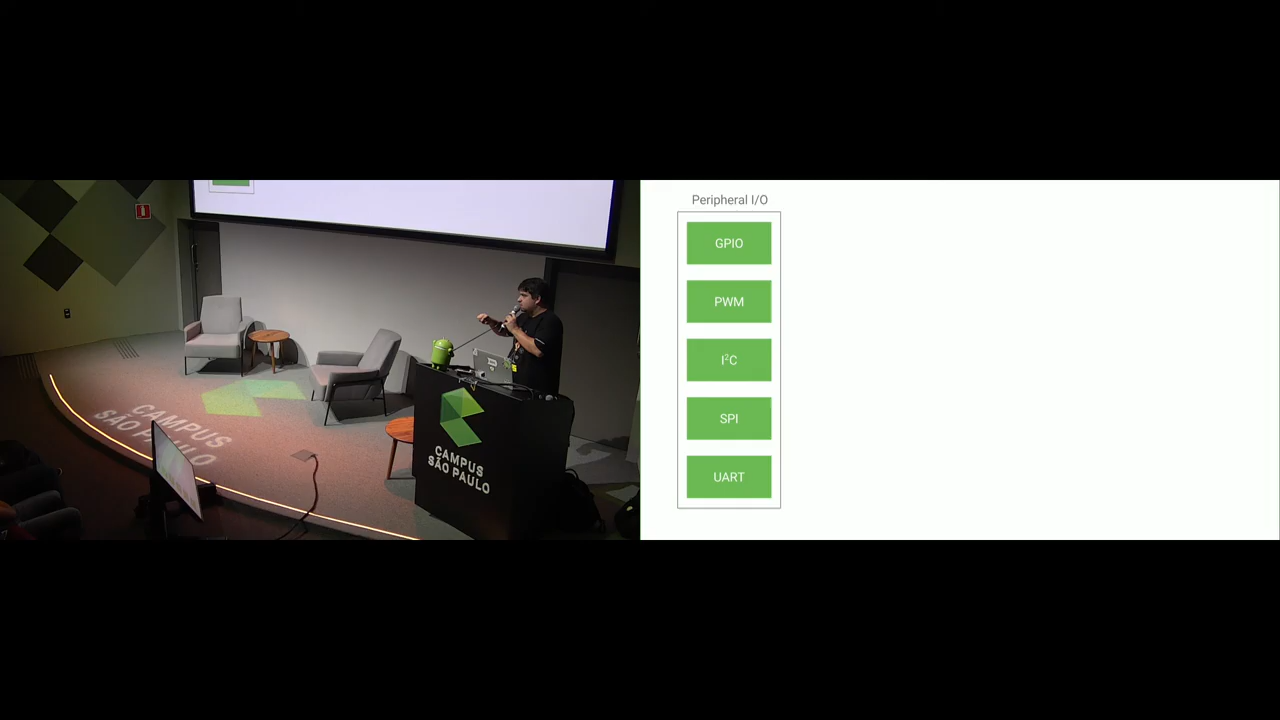 CAMPUS
SÃO PAULO
CAMPUS
SÃO PAULO
Peripheral I/O
GPIO
PWM
I²C
SPI
UART